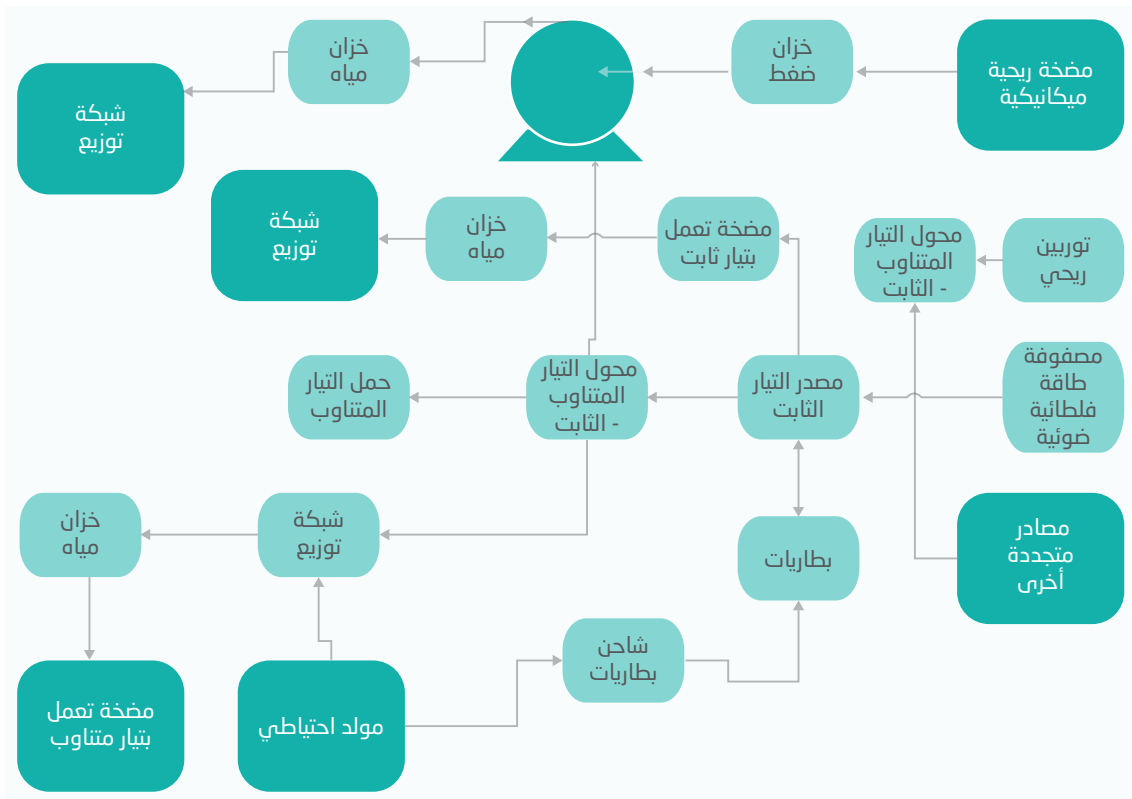 مضخة ريحية
ميكانيكية
خزان
ضغط
خزان
مياه
شبكة
توزيع
توربين
ريحي
محول التيار
المتناوب
- الثابت
مضخة تعمل
بتيار ثابت
خزان
مياه
شبكة
توزيع
مصفوفة
طاقة
فلطائية
ضوئية
مصدر التيار
الثابت
محول التيار
المتناوب
- الثابت
حمل التيار
المتناوب
مصادر
متجددة
أخرى
بطاريات
شبكة
توزيع
خزان
مياه
شاحن
بطاريات
مولد احتياطي
مضخة تعمل
بتيار متناوب